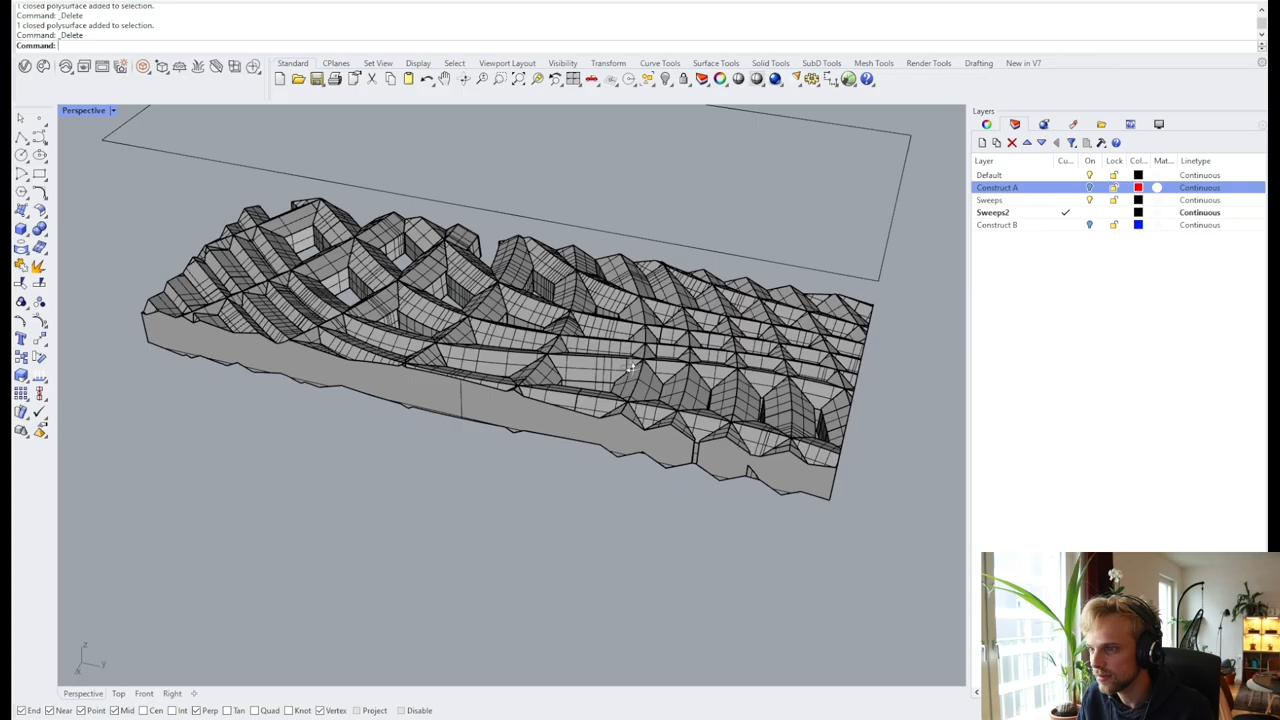 1 closed polysurface added to selection.
Command: _Delete
1 closed polysurface added to selection.
Command: _Delete
Command:
Standard CPlanes Set View Display Select Viewport Layout Visibility Transform Curve Tools Surface Tools Solid Tools SubD Tools Mesh Tools Render Tools Drafting New in V7
Perspective
Layers
Layer Cu... On Lock Col... Mat... Linetype
Default Continuous
Construct A Continuous
Sweeps Continuous
Sweeps2 Continuous
Construct B Continuous
z
y
x
Perspective Top Front Right
End Near Point Mid Cen Int Perp Tan Quad Knot Vertex Project Disable